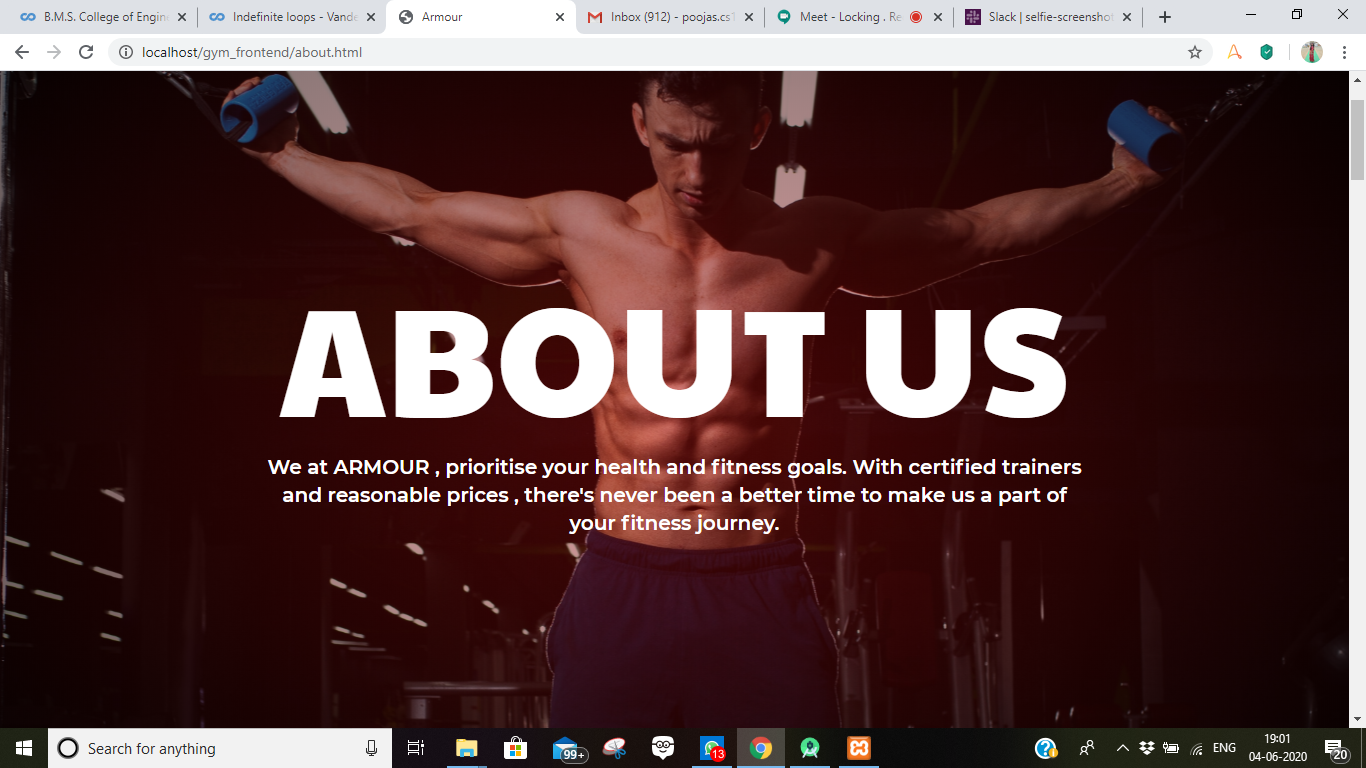 B.M.S. College of Engin
Indefinite loops - Vande
Armour
Inbox (912) - poojas.cs1
Meet - Locking . Re
Slack | selfie-screenshot
localhost/gym_frontend/about.html
ABOUT US
We at ARMOUR , prioritise your health and fitness goals. With certified trainers
and reasonable prices , there's never been a better time to make us a part of
your fitness journey.
Search for anything
99+
13
ENG
19:01
04-06-2020
20